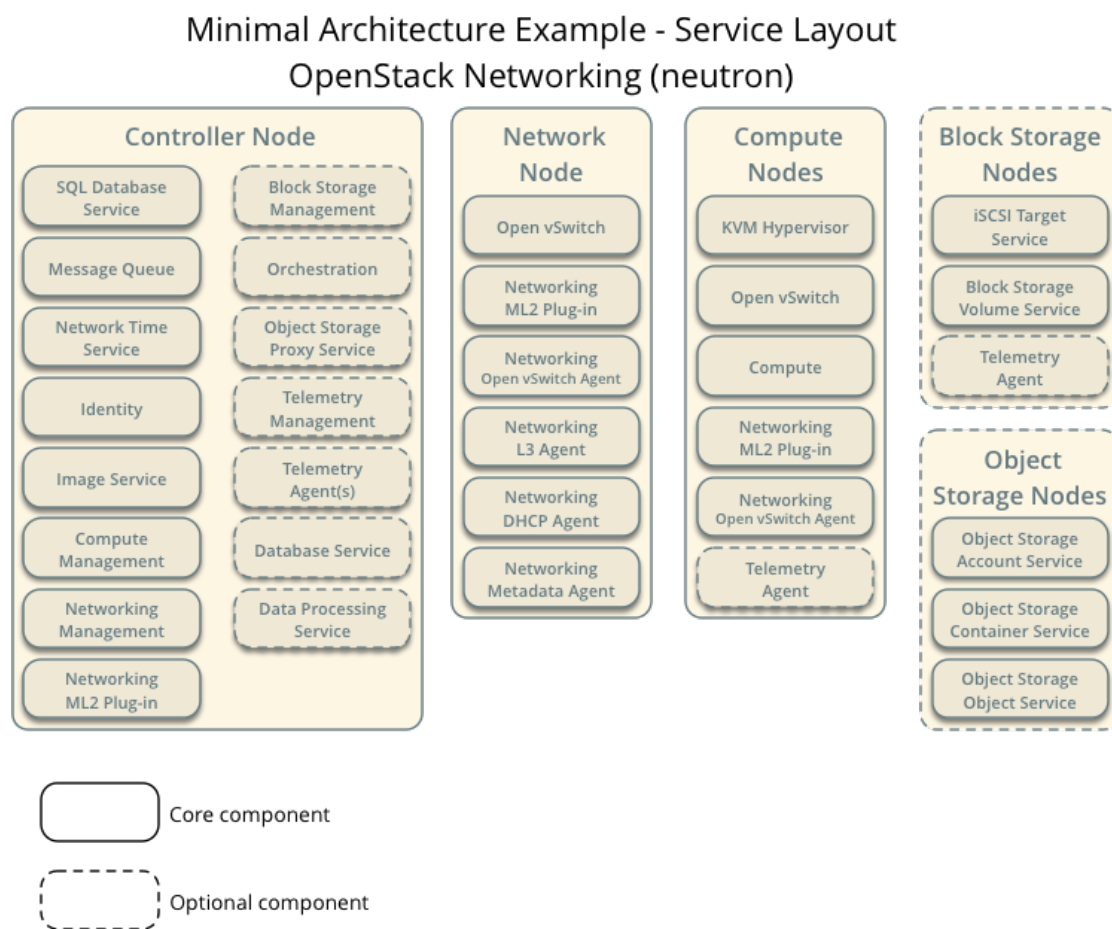 Minimal Architecture Example - Service Layout
OpenStack Networking (neutron)
Controller Node
SQL Database
Service
Message Queue
Network Time
Service
Identity
Image Service
Compute
Management
Networking
Management
Networking
ML2 Plug-in
Block Storage
Management
Orchestration
Object Storage
Proxy Service
Telemetry
Management
Telemetry
Agent(s)
Database Service
Data Processing
Service
Network
Node
Open vSwitch
Networking
ML2 Plug-in
Networking
Open vSwitch Agent
Networking
L3 Agent
Networking
DHCP Agent
Networking
Metadata Agent
Compute
Nodes
KVM Hypervisor
Open vSwitch
Compute
Networking
ML2 Plug-in
Networking
Open vSwitch Agent
Telemetry
Agent
Block Storage
Nodes
iSCSI Target
Service
Block Storage
Volume Service
Telemetry
Agent
Object
Storage Nodes
Object Storage
Account Service
Object Storage
Container Service
Object Storage
Object Service
Core component
Optional component